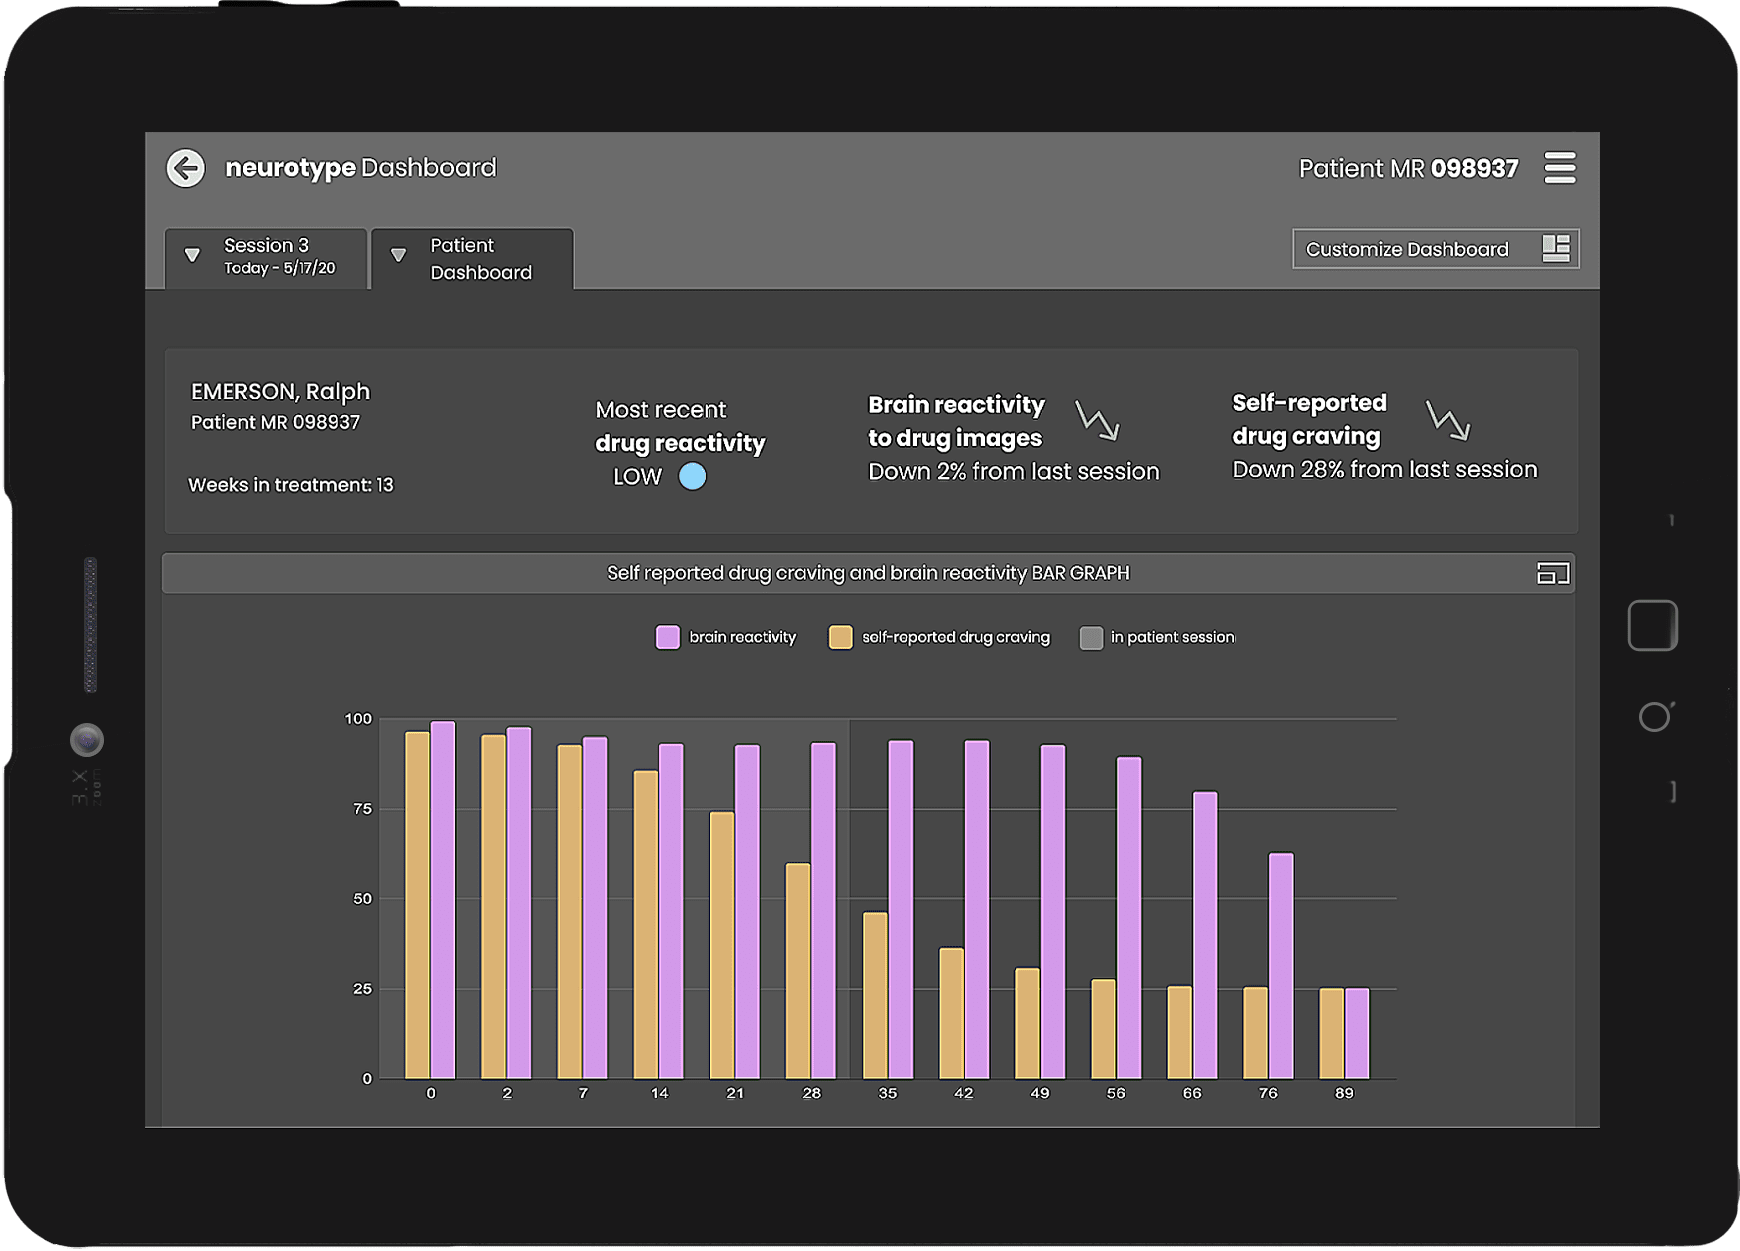 neurotype Dashboard
Patient MR 098937
Session 3
Today - 5/17/20
Patient
Dashboard
Customize Dashboard
EMERSON, Ralph
Patient MR 098937
Weeks in treatment: 13
Most recent
drug reactivity
LOW
Brain reactivity
to drug images
Down 2% from last session
Self-reported
drug craving
Down 28% from last session
Self reported drug craving and brain reactivity BAR GRAPH
brain reactivity
self-reported drug craving
in patient session
100
75
50
25
0
0 2 7 14 21 28 35 42 49 56 66 76 89
3.X
zoom